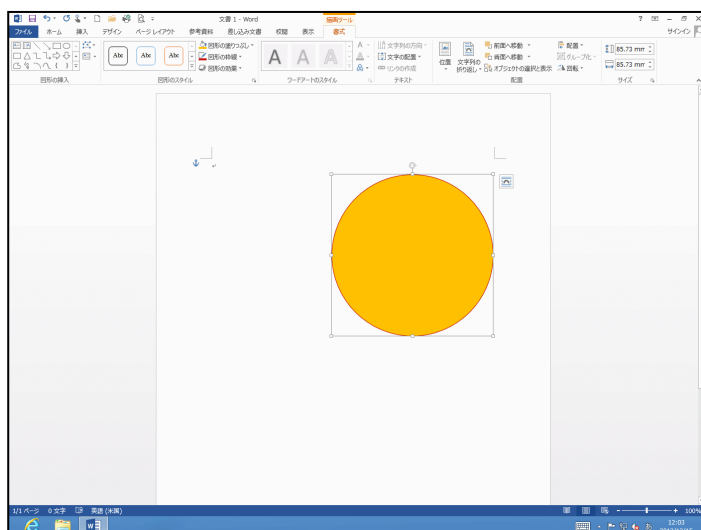 文書 1 - Word
描画ツール
サインイン
ファイル ホーム 挿入 デザイン ページ レイアウト 参考資料 差し込み文書 校閲 表示 書式
Abc Abc Abc
図形の塗りつぶし
図形の枠線
図形の効果
A A A
文字列の方向
文字の配置
リンクの作成
位置
文字列の
折り返し
前面へ移動
背面へ移動
オブジェクトの選択と表示
配置
グループ化
回転
85.73 mm
85.73 mm
図形の挿入 図形のスタイル ワードアートのスタイル テキスト 配置 サイズ
1/1 ページ 0 文字 英語 (米国) 100%
あ 12:03